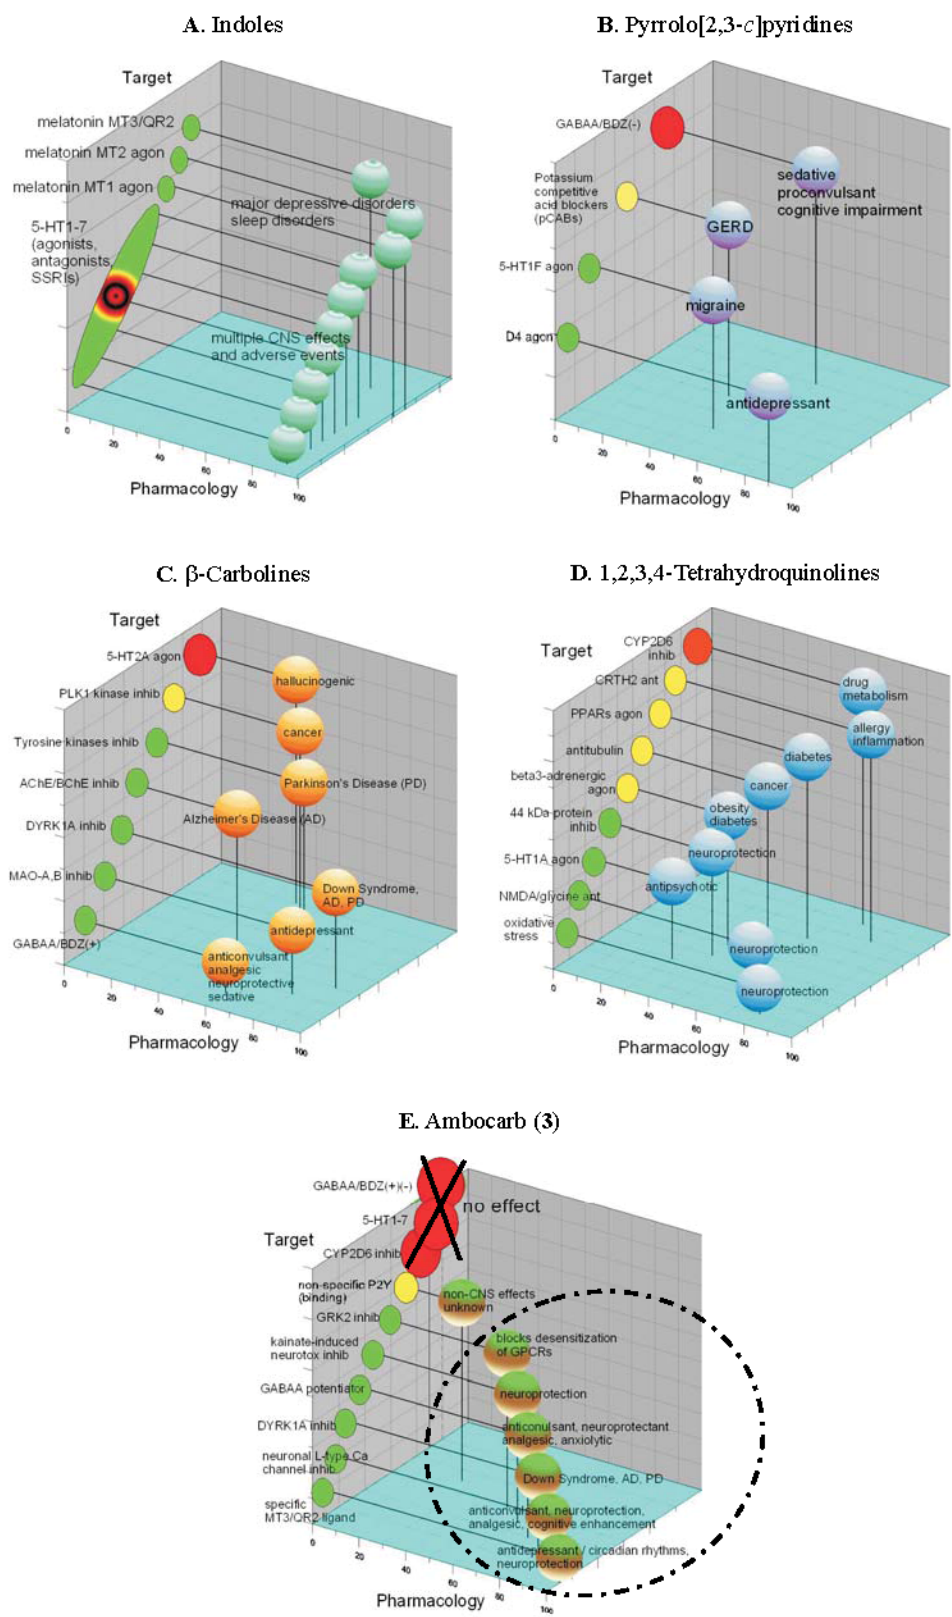 A. Indoles
Target
melatonin MT3/QR2
melatonin MT2 agon
melatonin MT1 agon
5-HT1-7
(agonists,
antagonists,
SSRIs)
major depressive disorders
sleep disorders
multiple CNS effects
and adverse events
0
20
40
60
80
100
Pharmacology
B. Pyrrolo[2,3-c]pyridines
Target
GABAA/BDZ(-)
Potassium
competitive
acid blockers
(pCABs)
5-HT1F agon
D4 agon
sedative
proconvulsant
cognitive impairment
GERD
migraine
antidepressant
0
20
40
60
80
100
Pharmacology
C. β-Carbolines
Target
5-HT2A agon
PLK1 kinase inhib
Tyrosine kinases inhib
AChE/BChE inhib
DYRK1A inhib
MAO-A,B inhib
GABAA/BDZ(+)
hallucinogenic
cancer
Parkinson's Disease (PD)
Alzheimer's Disease (AD)
Down Syndrome,
AD, PD
antidepressant
anticonvulsant
analgesic
neuroprotective
sedative
0
20
40
60
80
100
Pharmacology
D. 1,2,3,4-Tetrahydroquinolines
Target
CYP2D6
inhib
CRTH2 ant
PPARs agon
antitubulin
beta3-adrenergic
agon
44 kDa protein
inhib
5-HT1A agon
NMDA/glycine ant
oxidative
stress
drug
metabolism
allergy
inflammation
diabetes
cancer
obesity
diabetes
neuroprotection
antipsychotic
neuroprotection
neuroprotection
0
20
40
60
80
100
Pharmacology
E. Ambocarb (3)
GABAA/BDZ(+)(-)
5-HT1-7
Target
CYP2D6 inhib
no effect
non-specific P2Y
(binding)
GRK2 inhib
kainate-induced
neurotox inhib
GABAA potentiator
DYRK1A inhib
neuronal L-type Ca
channel inhib
specific
MT3/QR2 ligand
non-CNS effects
unknown
blocks desensitization
of GPCRs
neuroprotection
anticonulsant, neuroprotectant
analgesic, anxiolytic
Down Syndrome, AD, PD
anticonvulsant, neuroprotection,
analgesic, cognitive enhancement
antidepressant / circadian rhythms,
neuroprotection
0
20
40
60
80
100
Pharmacology